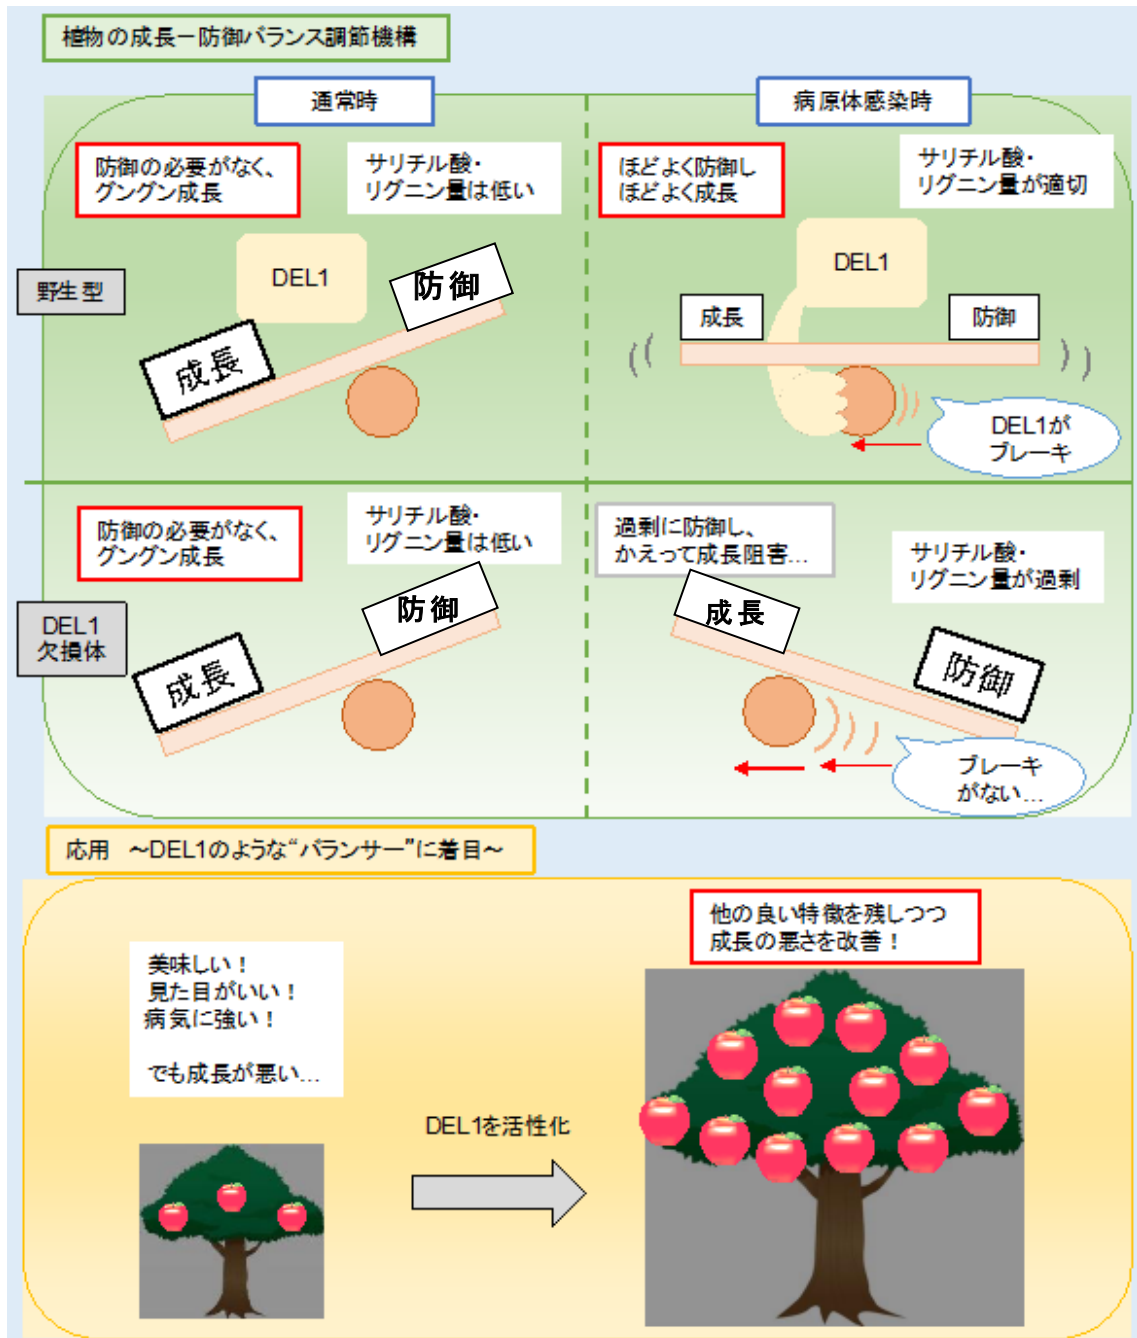 植物の成長－防御バランス調節機構
通常時
病原体感染時
防御の必要がなく、
グングン成長
サリチル酸・
リグニン量は低い
ほどよく防御し
ほどよく成長
サリチル酸・
リグニン量が適切
野生型
DEL1
防御
成長
DEL1
成長
防御
DEL1が
ブレーキ
防御の必要がなく、
グングン成長
サリチル酸・
リグニン量は低い
過剰に防御し、
かえって成長阻害…
サリチル酸・
リグニン量が過剰
DEL1
欠損体
防御
成長
成長
防御
ブレーキ
がない…
応用　～DEL1のような“バランサー”に着目～
美味しい！
見た目がいい！
病気に強い！
でも成長が悪い…
DEL1を活性化
他の良い特徴を残しつつ
成長の悪さを改善！